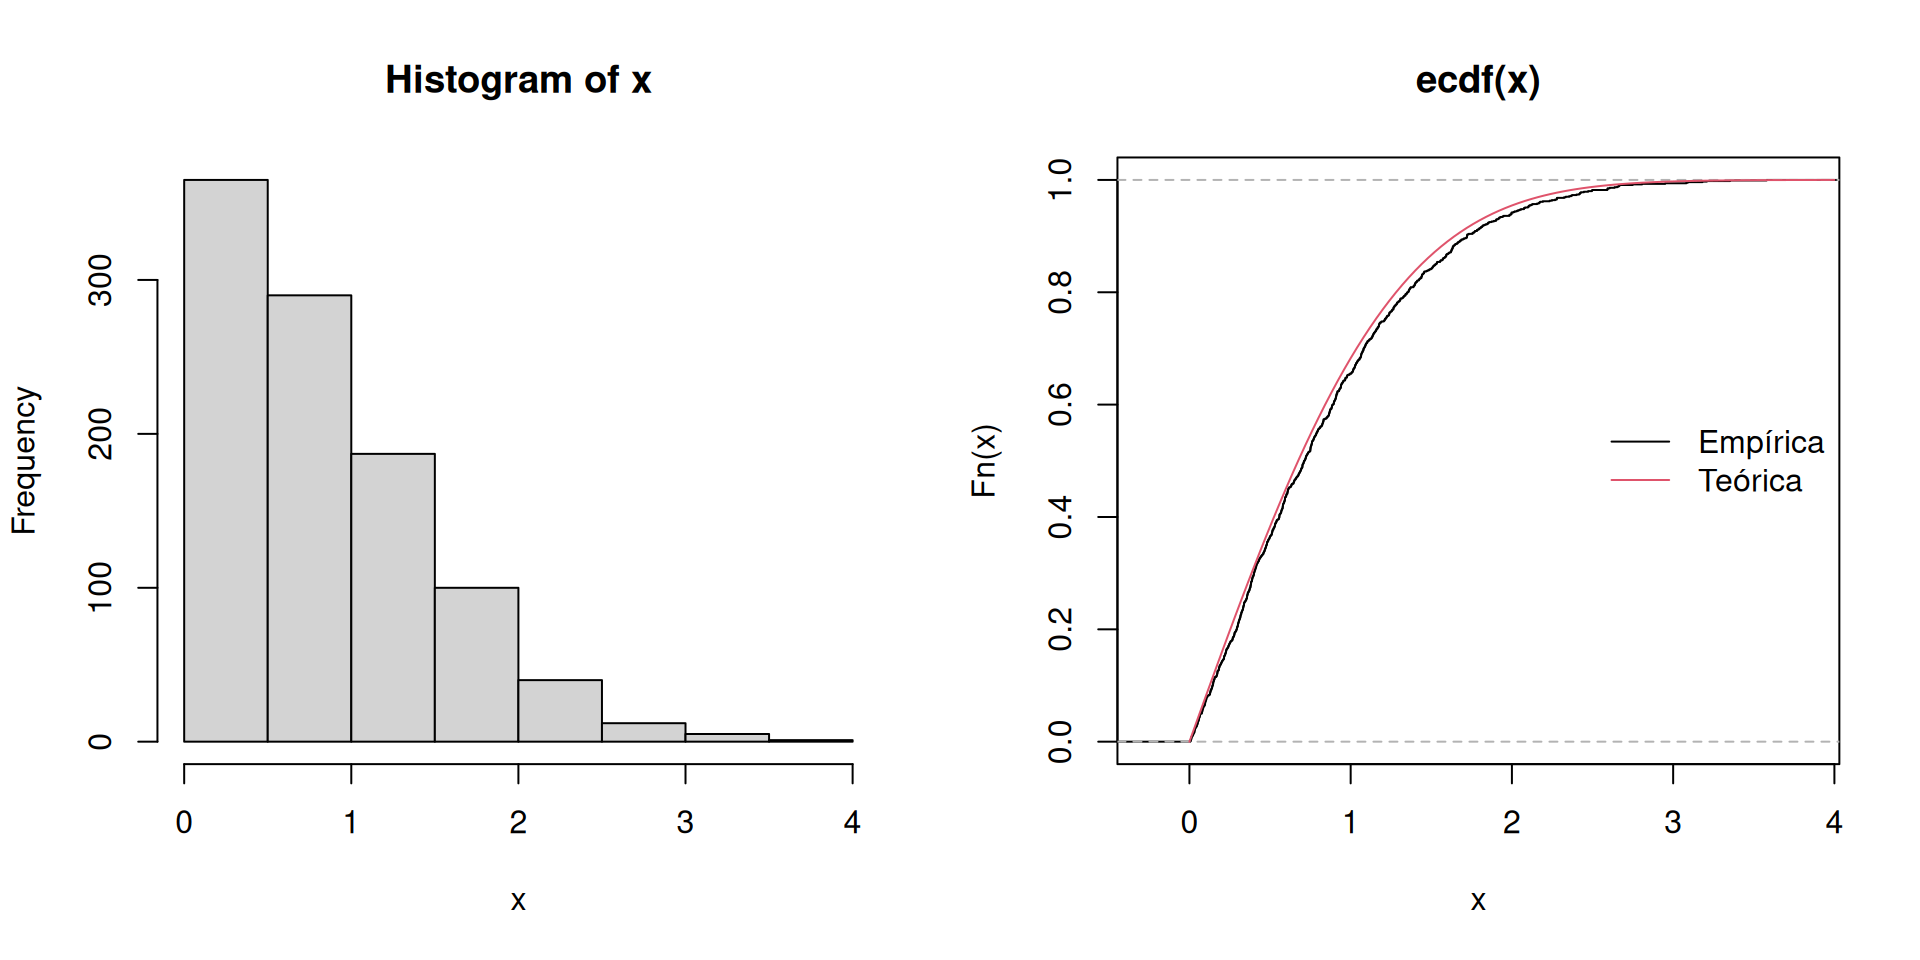 Histogram of x
Frequency
300
200
100
0
0 1 2 3 4
x
ecdf(x)
Fn(x)
1.0
0.8
0.6
0.4
0.2
0.0
Empírica
Teórica
0 1 2 3 4
x